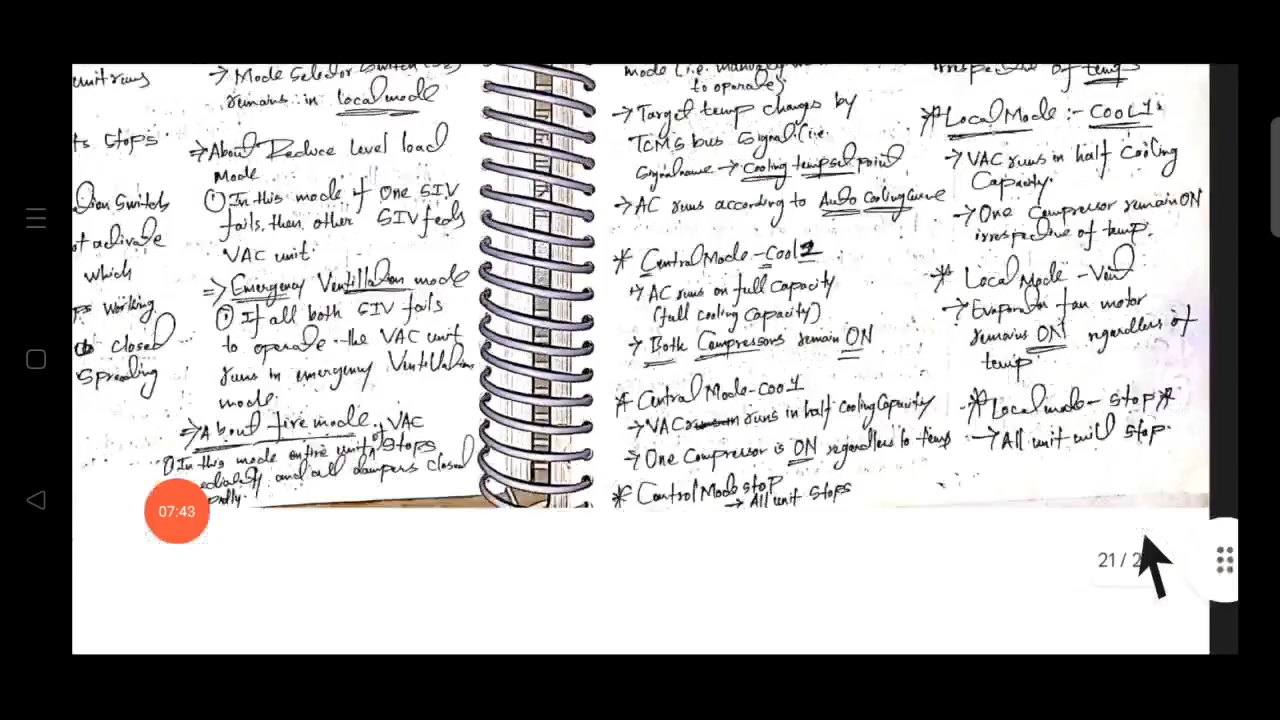 unit runs
ts stops
which
working
closed
Spreading
→ Mode Selector Switch
remains in local mode
⇒ About Reduce Level load
Mode
① In this mode if One SIV
fails, then other SIV feeds
VAC unit.
⇒ Emergency Ventillation mode
① If all both SIV fails
to operate the VAC unit
runs in emergency Ventillation
mode
⇒ About fire mode
① In this mode entire unit of VAC stops
and all dampers closed
mode (i.e. manually
to operate)
→ Target temp changes by
TCMS bus signal (i.e.
Signal name → Cooling temp set point
→ AC runs according to Auto Cooling Curve
* Central Mode - Cool 2
→ AC runs on full capacity
(full cooling capacity)
→ Both Compressors remain ON
* Central Mode - Cool 1
→ VAC runs in half cooling Capacity
→ One Compressor is ON regardless to temp
* Control Mode stop
→ All unit stops
irrespective of temp
* Local Mode :- COOL 1
→ VAC runs in half Cooling
Capacity.
→ One Compressor remain ON
irrespective of temp.
* Local Mode - Vent
→ Evaporator fan motor
remains ON regardless of
temp
* Local mode - stop *
→ All unit will stop.
07:43
21 / 2